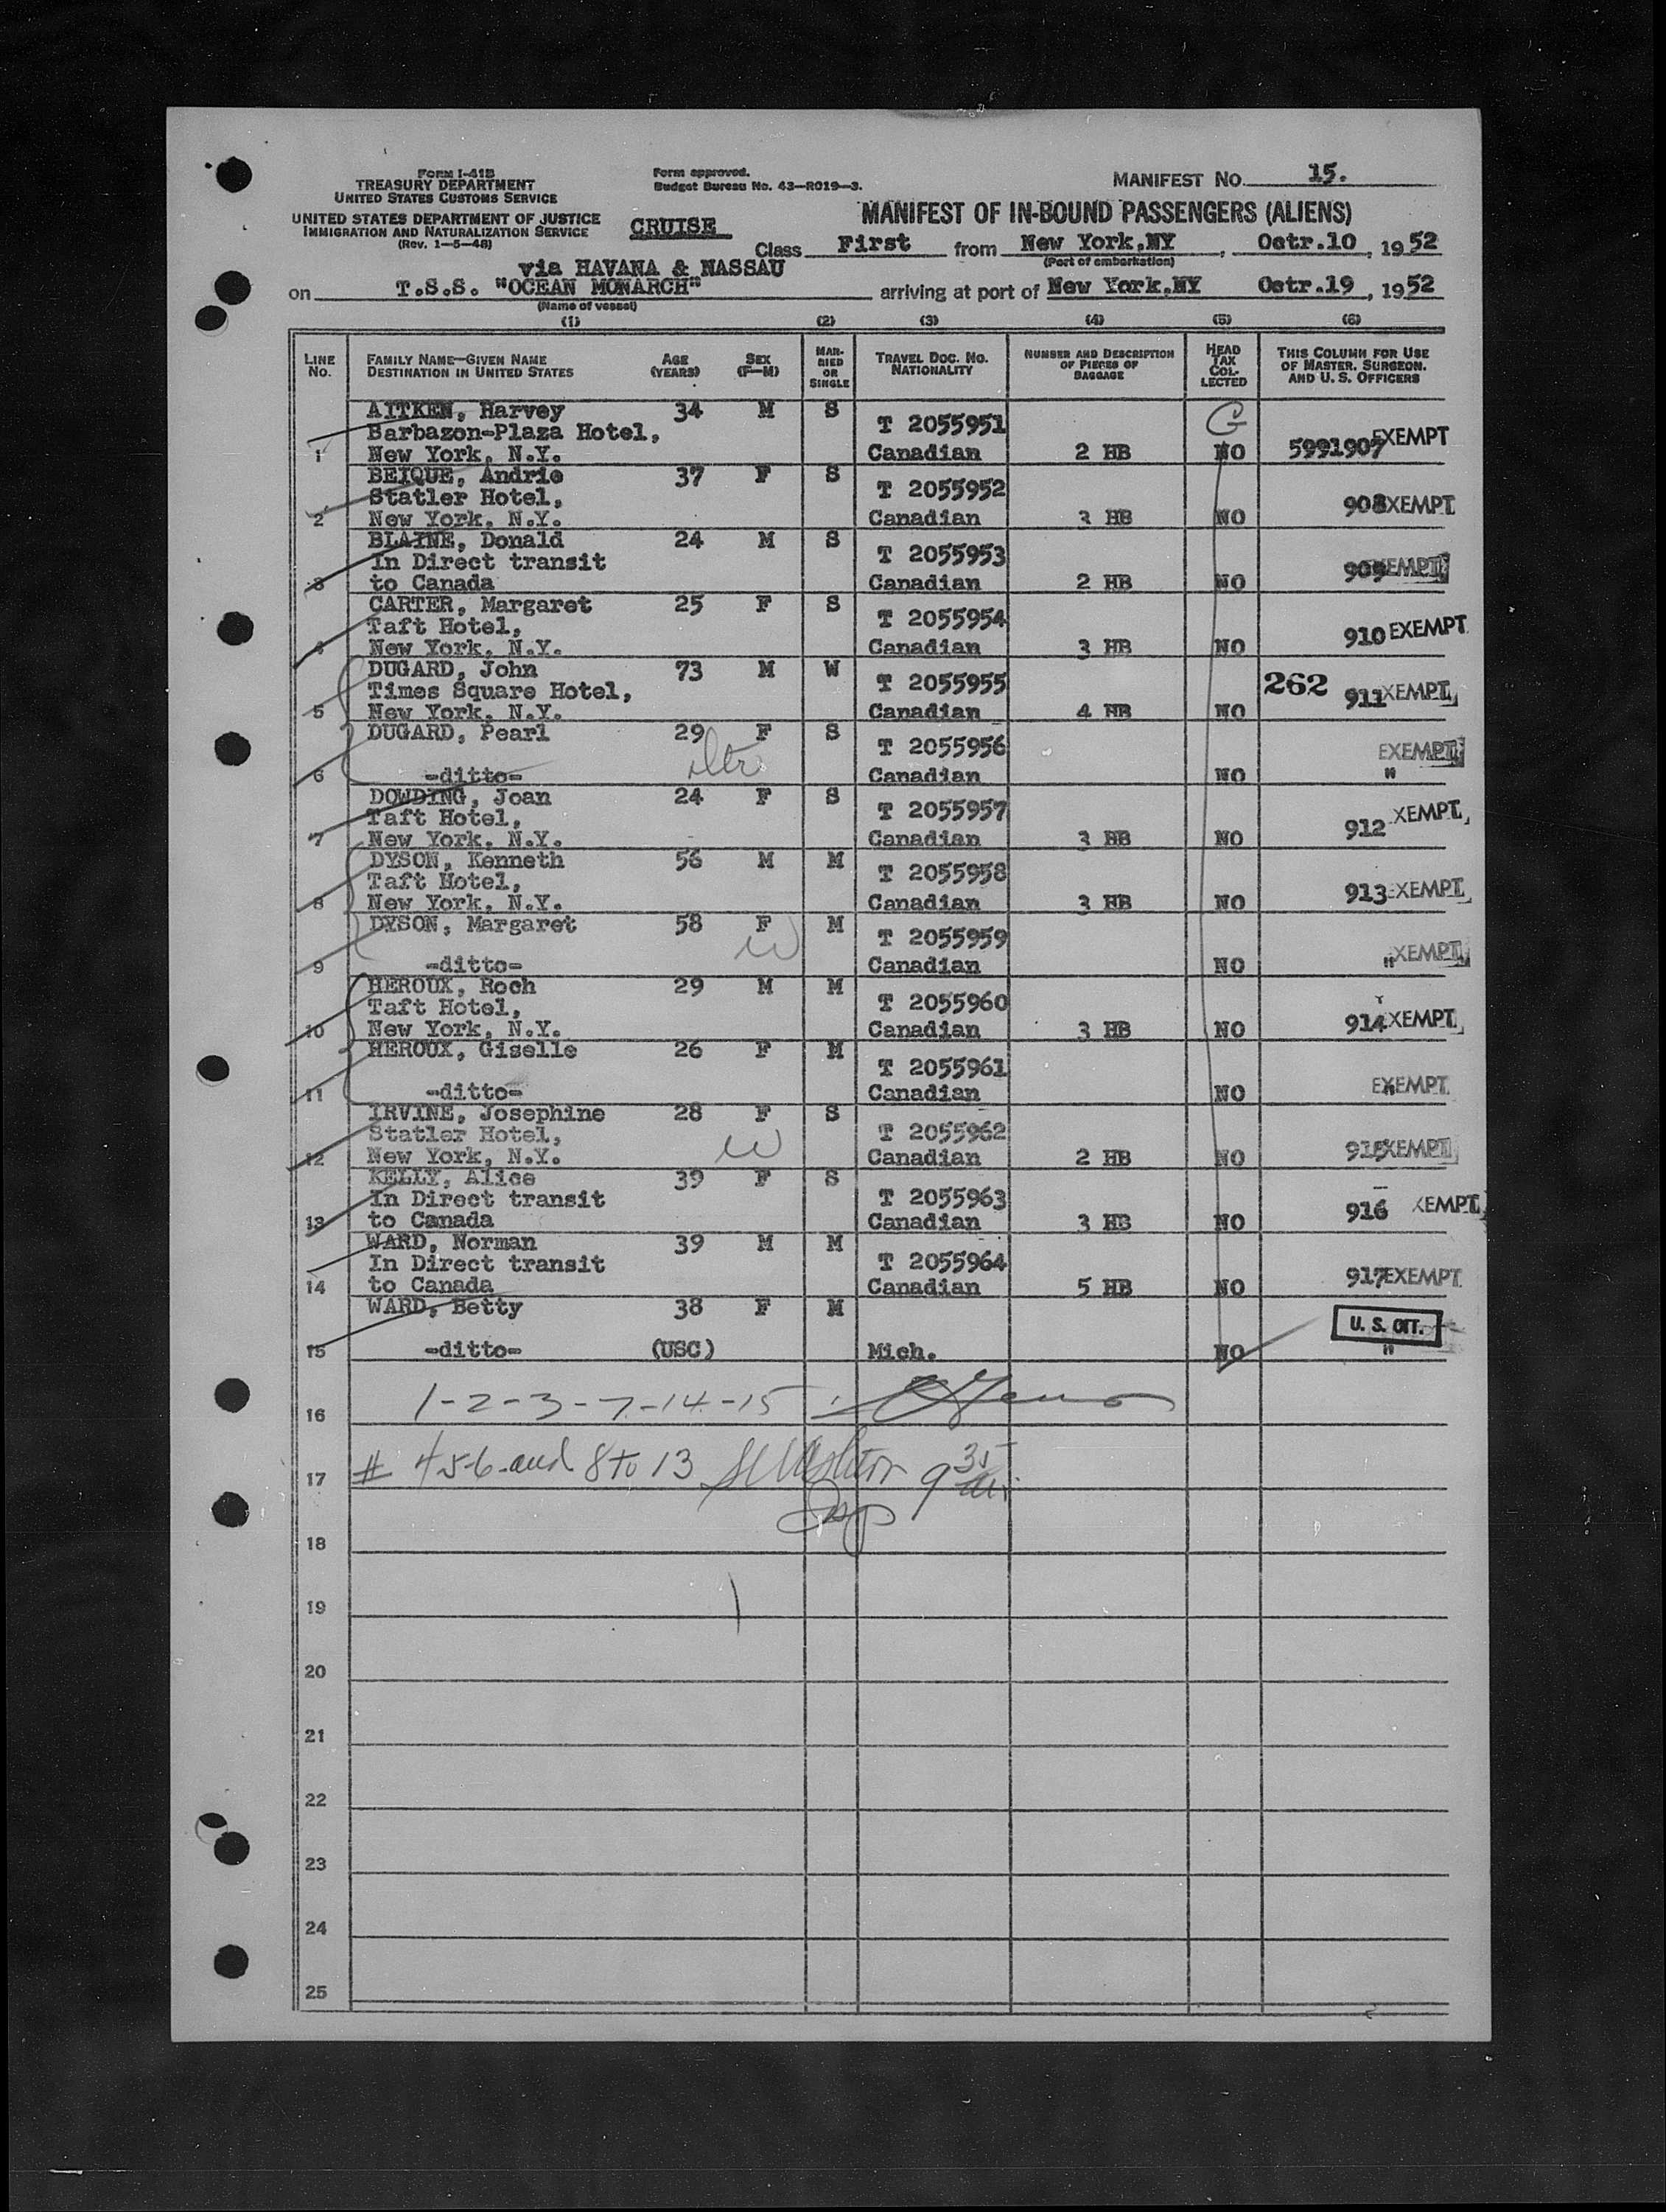 Form I-41B
TREASURY DEPARTMENT
UNITED STATES CUSTOMS SERVICE
UNITED STATES DEPARTMENT OF JUSTICE
IMMIGRATION AND NATURALIZATION SERVICE
(Rev. 1-5-48)
Form approved.
Budget Bureau No. 43-R019-3.
MANIFEST NO. 15.
MANIFEST OF IN-BOUND PASSENGERS (ALIENS)
CRUISE
Class First from New York,NY, Octr.10, 1952
(Port of embarkation)
via HAVANA & NASSAU
on T.S.S. "OCEAN MONARCH" arriving at port of New York,NY Octr.19, 1952
(Name of vessel)
(1) (2) (3) (4) (5) (6)
LINE No. FAMILY NAME—GIVEN NAME DESTINATION IN UNITED STATES AGE (YEARS) SEX (F—M) MARRIED OR SINGLE TRAVEL DOC. NO. NATIONALITY NUMBER AND DESCRIPTION OF PIECES OF BAGGAGE HEAD TAX COLLECTED THIS COLUMN FOR USE OF MASTER, SURGEON, AND U. S. OFFICERS
AITKEN, Harvey 34 M S G
Barbazon-Plaza Hotel, T 2055951
1 New York, N.Y. Canadian 2 HB NO 5991907 EXEMPT
BEIQUE, Andrie 37 F S
Statler Hotel, T 2055952
2 New York, N.Y. Canadian 3 HB NO 908 EXEMPT
BLAINE, Donald 24 M S
In Direct transit T 2055953
3 to Canada Canadian 2 HB NO 909 EXEMPT
CARTER, Margaret 25 F S
Taft Hotel, T 2055954
4 New York, N.Y. Canadian 3 HB NO 910 EXEMPT
DUGARD, John 73 M W
Times Square Hotel, T 2055955 262
5 New York, N.Y. Canadian 4 HB NO 911 EXEMPT
DUGARD, Pearl 29 F S
T 2055956 EXEMPT
6 -ditto- Canadian NO "
DOWDING, Joan 24 F S
Taft Hotel, T 2055957
7 New York, N.Y. Canadian 3 HB NO 912 EXEMPT
DYSON, Kenneth 56 M M
Taft Hotel, T 2055958
8 New York, N.Y. Canadian 3 HB NO 913 EXEMPT
DYSON, Margaret 58 F M
T 2055959
9 -ditto- Canadian NO " EXEMPT
HEROUX, Roch 29 M M
Taft Hotel, T 2055960
10 New York, N.Y. Canadian 3 HB NO 914 EXEMPT
HEROUX, Giselle 26 F M
T 2055961
11 -ditto- Canadian NO " EXEMPT
IRVINE, Josephine 28 F S
Statler Hotel, T 2055962
12 New York, N.Y. Canadian 2 HB NO 915 EXEMPT
KELLY, Alice 39 F S
In Direct transit T 2055963
13 to Canada Canadian 3 HB NO 916 EXEMPT
WARD, Norman 39 M M
In Direct transit T 2055964
14 to Canada Canadian 5 HB NO 917 EXEMPT
WARD, Betty 38 F M
U. S. CIT.
15 -ditto- (USC) Mich. NO "
16 1-2-3-7-14-15
17 # 4-5-6-and 8 to 13 9 35
18
19
20
21
22
23
24
25